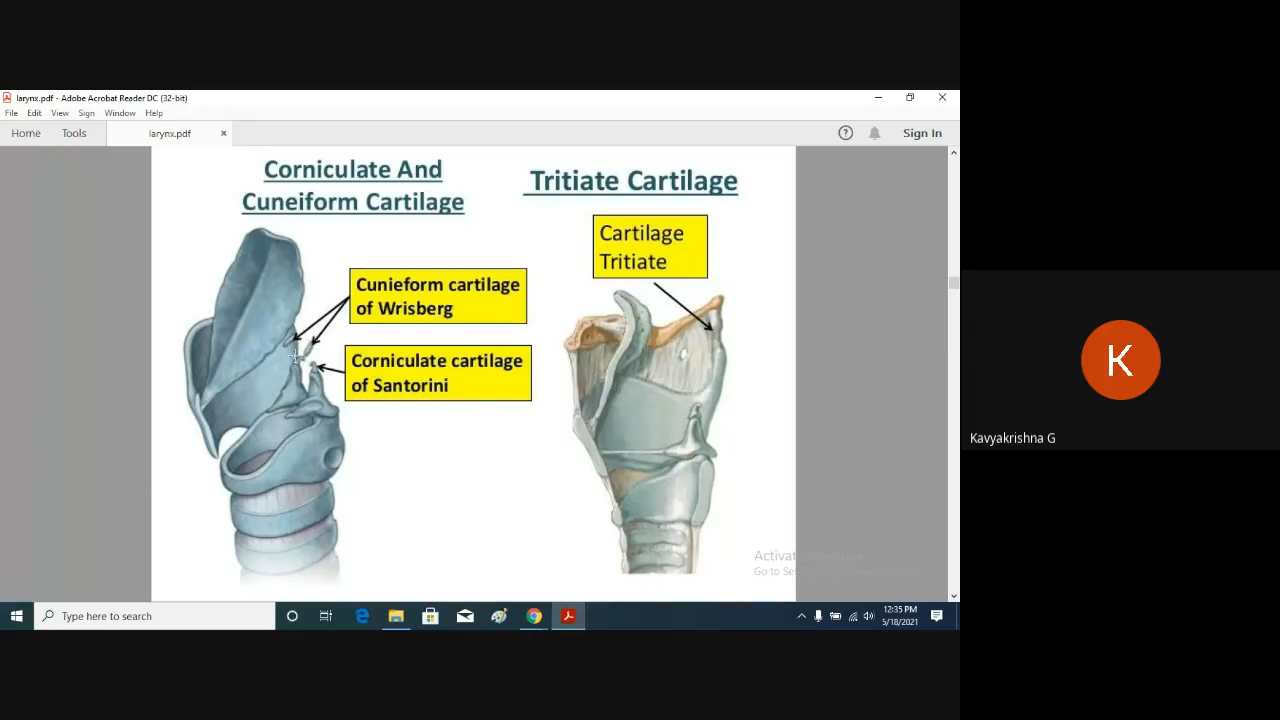 larynx.pdf - Adobe Acrobat Reader DC (32-bit)
File Edit View Sign Window Help
Home Tools larynx.pdf × ? Sign In
Corniculate And
Cuneiform Cartilage
Tritiate Cartilage
Cartilage
Tritiate
Cunieform cartilage
of Wrisberg
Corniculate cartilage
of Santorini
K
Kavyakrishna G
Go to
Type here to search
12:35 PM
5/18/2021